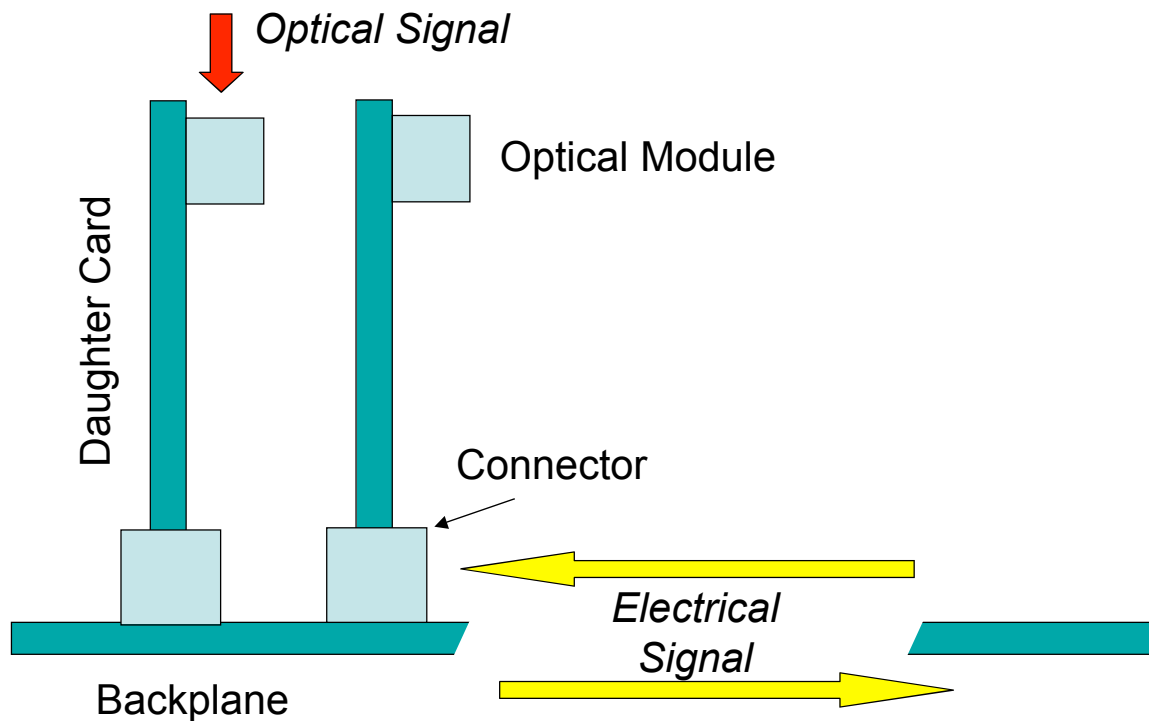 Optical Signal
Optical Module
Daughter Card
Connector
Electrical
Signal
Backplane